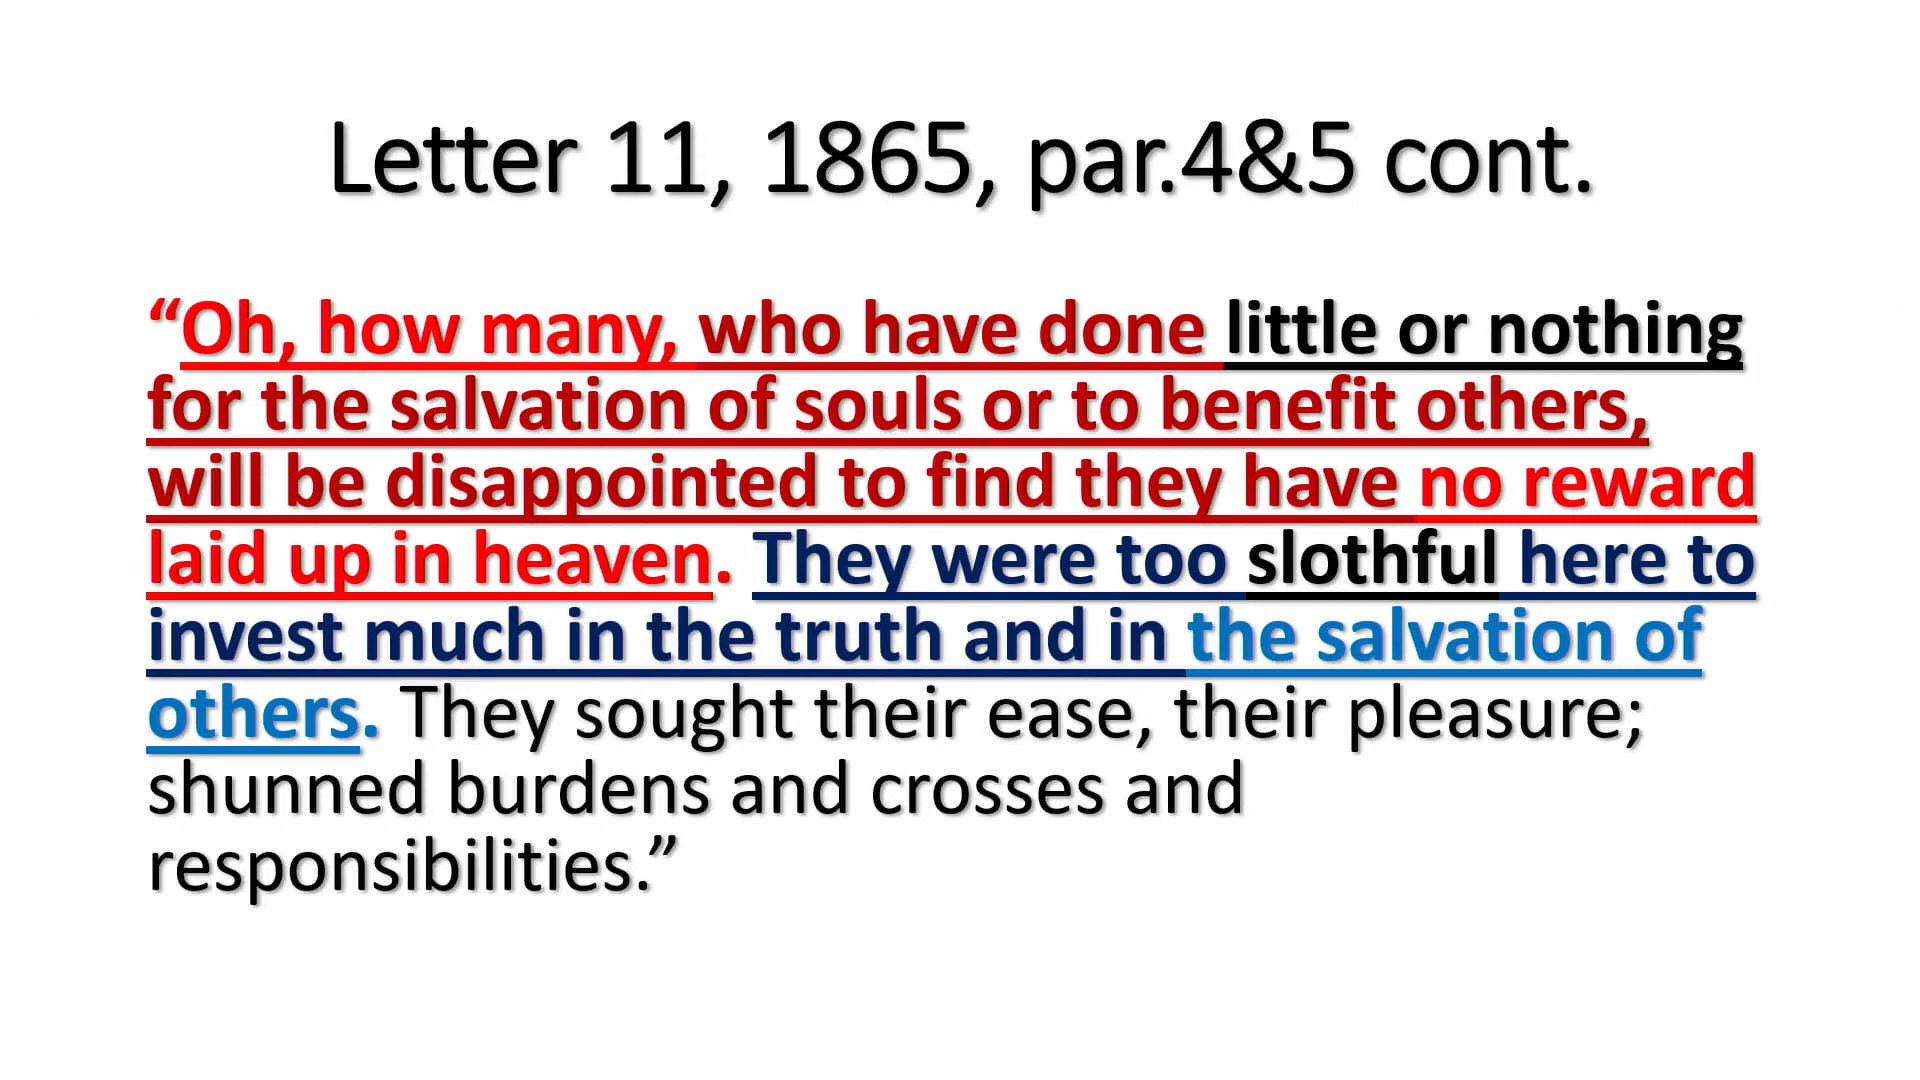 Letter 11, 1865, par.4&5 cont.
“Oh, how many, who have done little or nothing
for the salvation of souls or to benefit others,
will be disappointed to find they have no reward
laid up in heaven. They were too slothful here to
invest much in the truth and in the salvation of
others. They sought their ease, their pleasure;
shunned burdens and crosses and
responsibilities.”